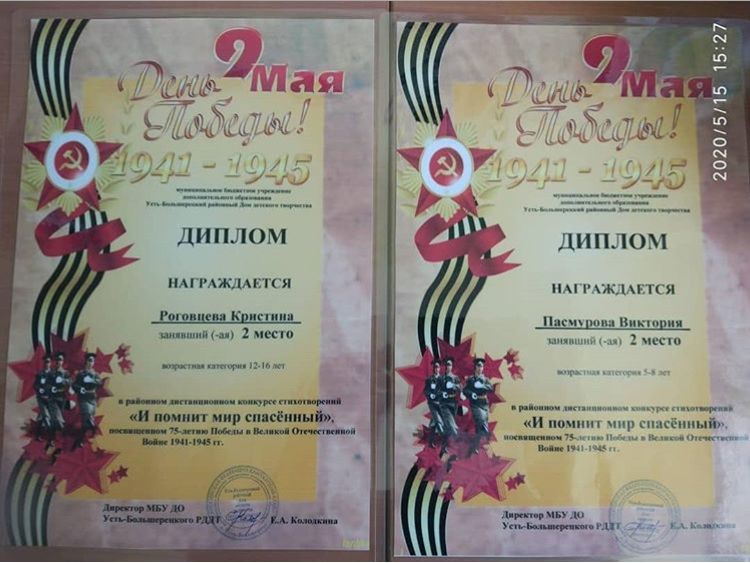 9 Мая
День
Победы!
1941 - 1945
муниципальное бюджетное учреждение
дополнительного образования
Усть-Большерецкий районный Дом детского творчества
ДИПЛОМ
НАГРАЖДАЕТСЯ
Роговцева Кристина
занявший (-ая) 2 место
возрастная категория 12-16 лет
в районном дистанционном конкурсе стихотворений
«И помнит мир спасённый»,
посвященном 75-летию Победы в Великой Отечественной
Войне 1941-1945 гг.
Директор МБУ ДО
Усть-Большерецкого РДДТ Е.А. Колодкина
9 Мая
День
Победы!
1941 - 1945
муниципальное бюджетное учреждение
дополнительного образования
Усть-Большерецкий районный Дом детского творчества
ДИПЛОМ
НАГРАЖДАЕТСЯ
Пасмурова Виктория
занявший (-ая) 2 место
возрастная категория 5-8 лет
в районном дистанционном конкурсе стихотворений
«И помнит мир спасённый»,
посвященном 75-летию Победы в Великой Отечественной
Войне 1941-1945 гг.
Директор МБУ ДО
Усть-Большерецкого РДДТ Е.А. Колодкина
2020/5/15 15:27